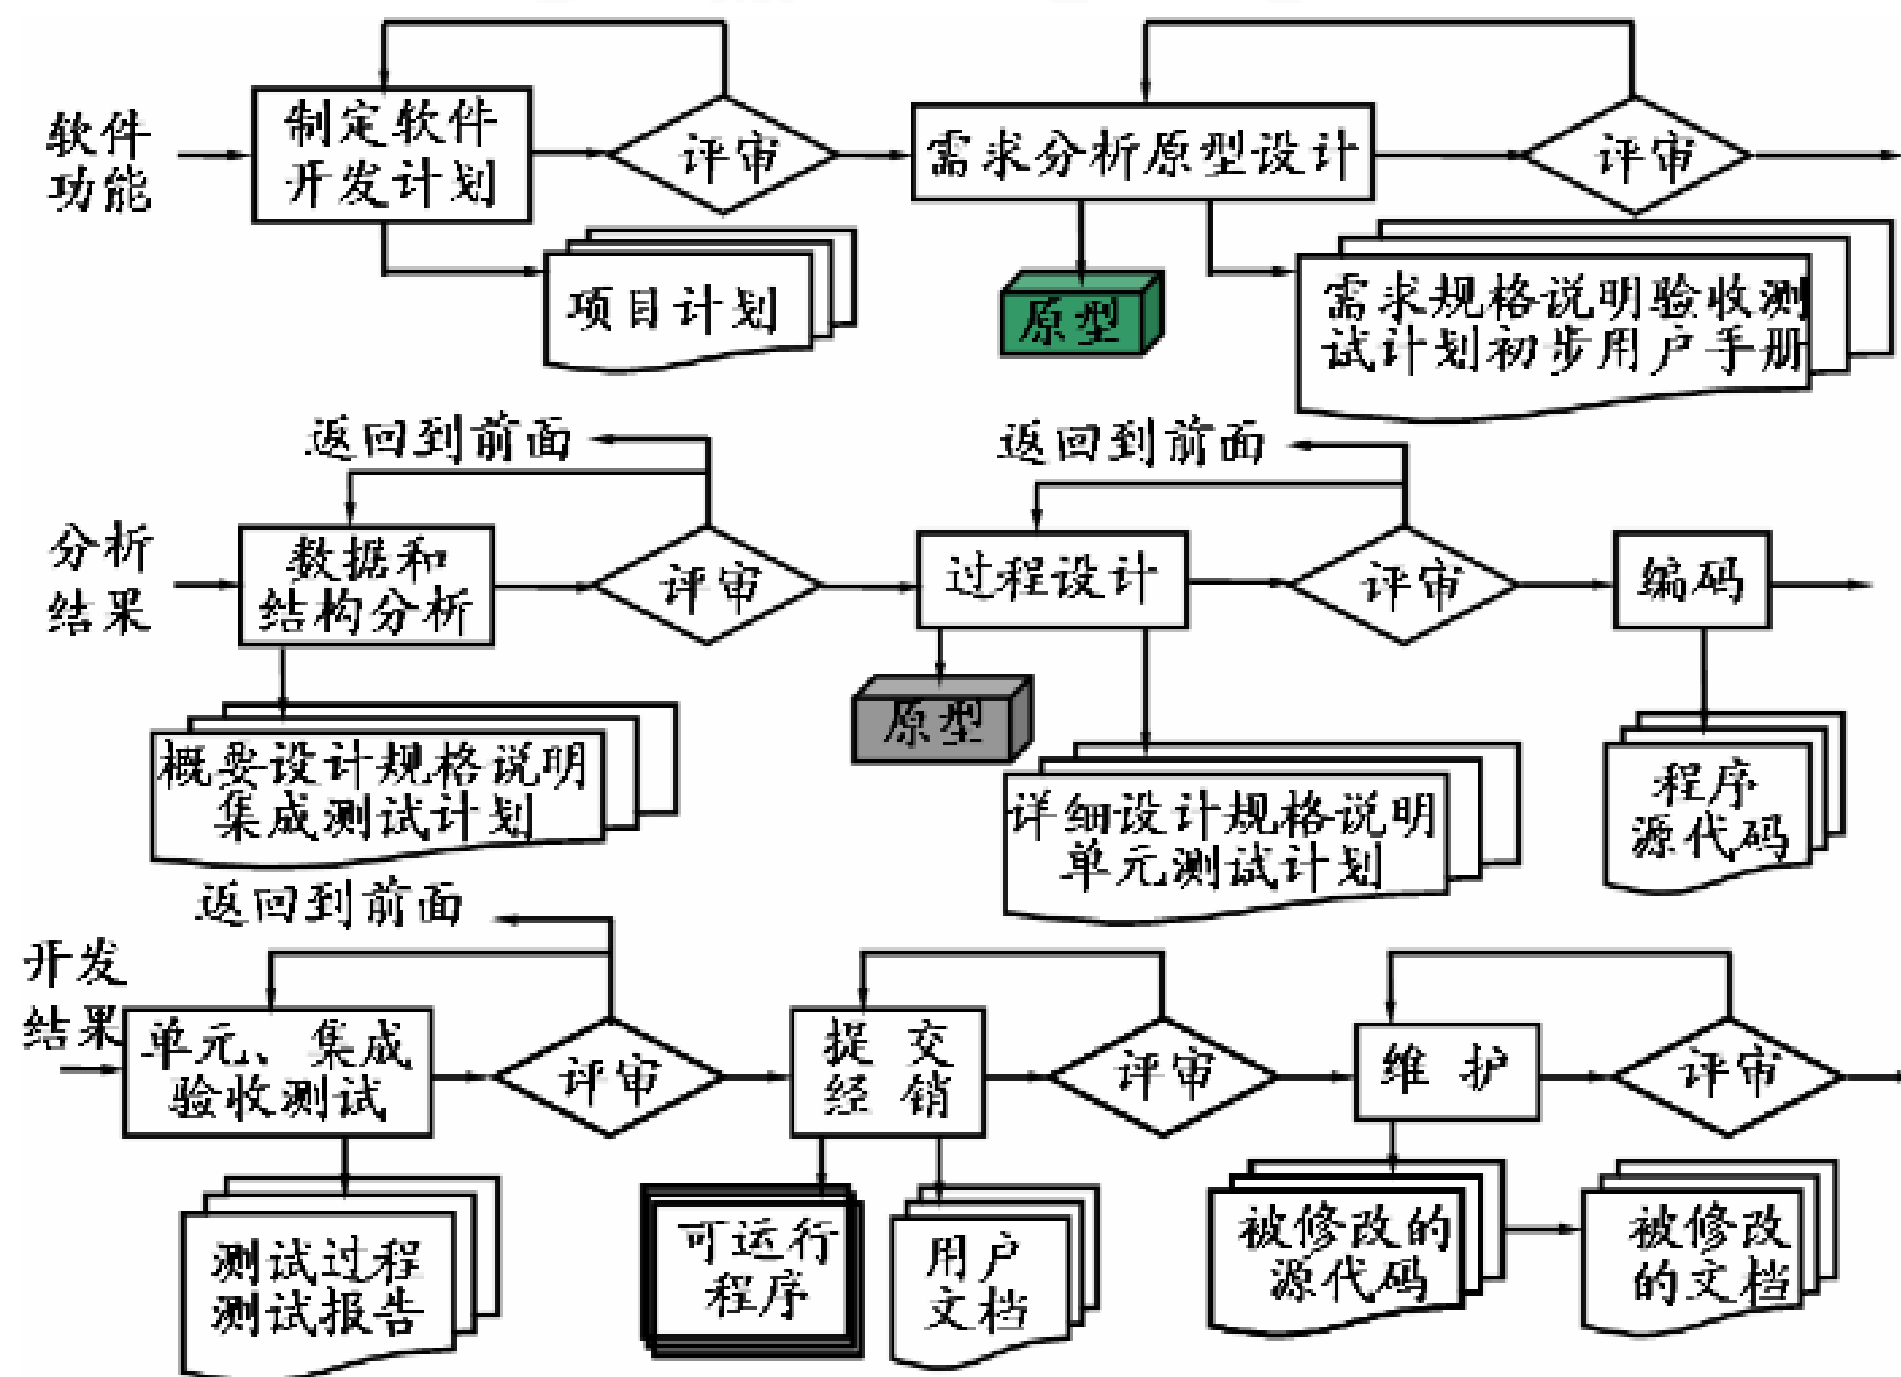 软件
功能
制定软件
开发计划
评审
需求分析原型设计
评审
项目计划
原型
需求规格说明验收测
试计划初步用户手册
返回到前面
返回到前面
分析
结果
数据和
结构分析
评审
过程设计
评审
编码
原型
概要设计规格说明
集成测试计划
详细设计规格说明
单元测试计划
程序
源代码
返回到前面
开发
结果
单元、集成
验收测试
评审
提 交
经 销
评审
维 护
评审
测试过程
测试报告
可运行
程序
用户
文档
被修改的
源代码
被修改
的文档